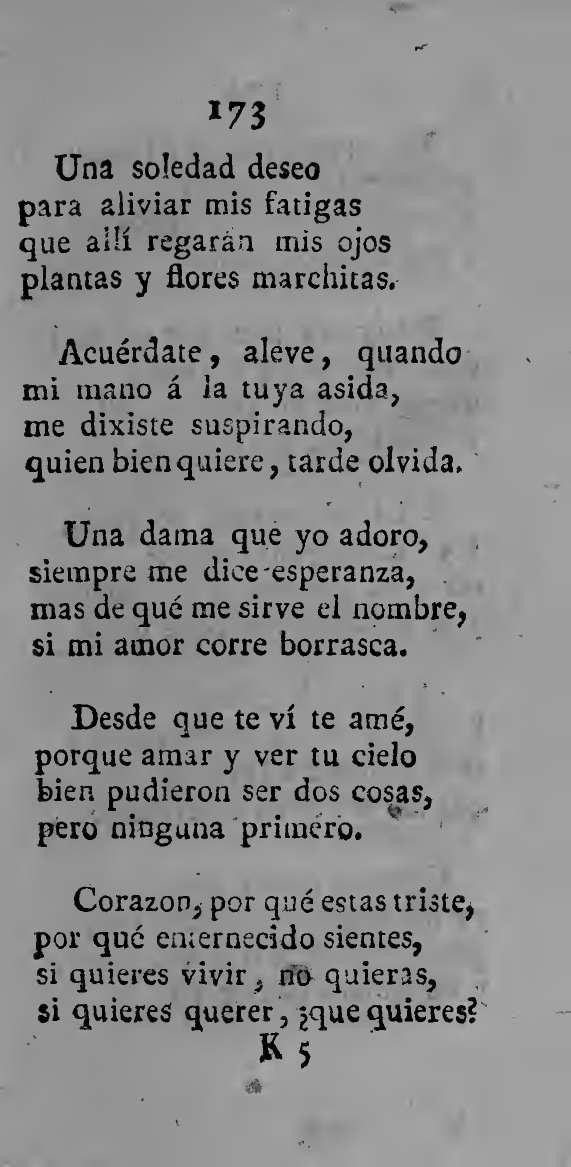 173
Una soledad deseo
para aliviar mis fatigas
que allí regarán mis ojos
plantas y flores marchitas.
Acuérdate, aleve, quando
mi mano á la tuya asida,
me dixiste suspirando,
quien bien quiere, tarde olvida.
Una dama que yo adoro,
siempre me dice esperanza,
mas de qué me sirve el nombre,
si mi amor corre borrasca.
Desde que te ví te amé,
porque amar y ver tu cielo
bien pudieron ser dos cosas,
pero ninguna primero.
Corazon, por qué estas triste,
por qué enternecido sientes,
si quieres vivir, no quieras,
si quieres querer, ¿que quieres?
K 5